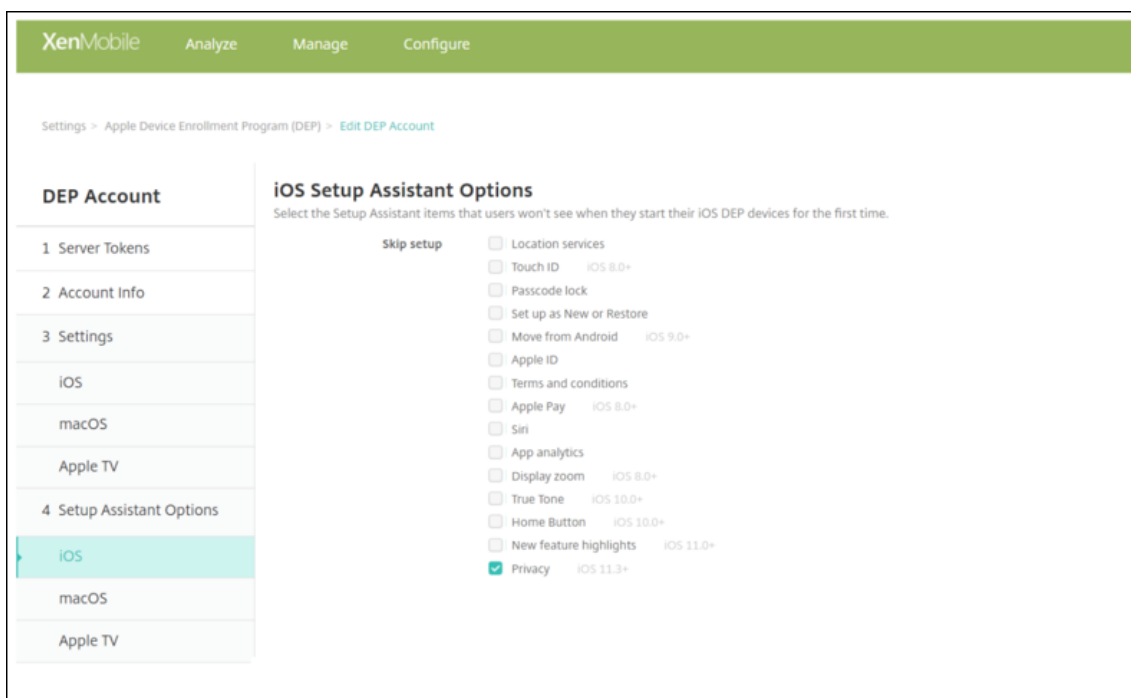 XenMobile Analyze Manage Configure
Settings > Apple Device Enrollment Program (DEP) > Edit DEP Account
DEP Account
1 Server Tokens
2 Account Info
3 Settings
iOS
macOS
Apple TV
4 Setup Assistant Options
iOS
macOS
Apple TV
iOS Setup Assistant Options
Select the Setup Assistant items that users won't see when they start their iOS DEP devices for the first time.
Skip setup
Location services
Touch ID iOS 8.0+
Passcode lock
Set up as New or Restore
Move from Android iOS 9.0+
Apple ID
Terms and conditions
Apple Pay iOS 8.0+
Siri
App analytics
Display zoom iOS 8.0+
True Tone iOS 10.0+
Home Button iOS 10.0+
New feature highlights iOS 11.0+
Privacy iOS 11.3+